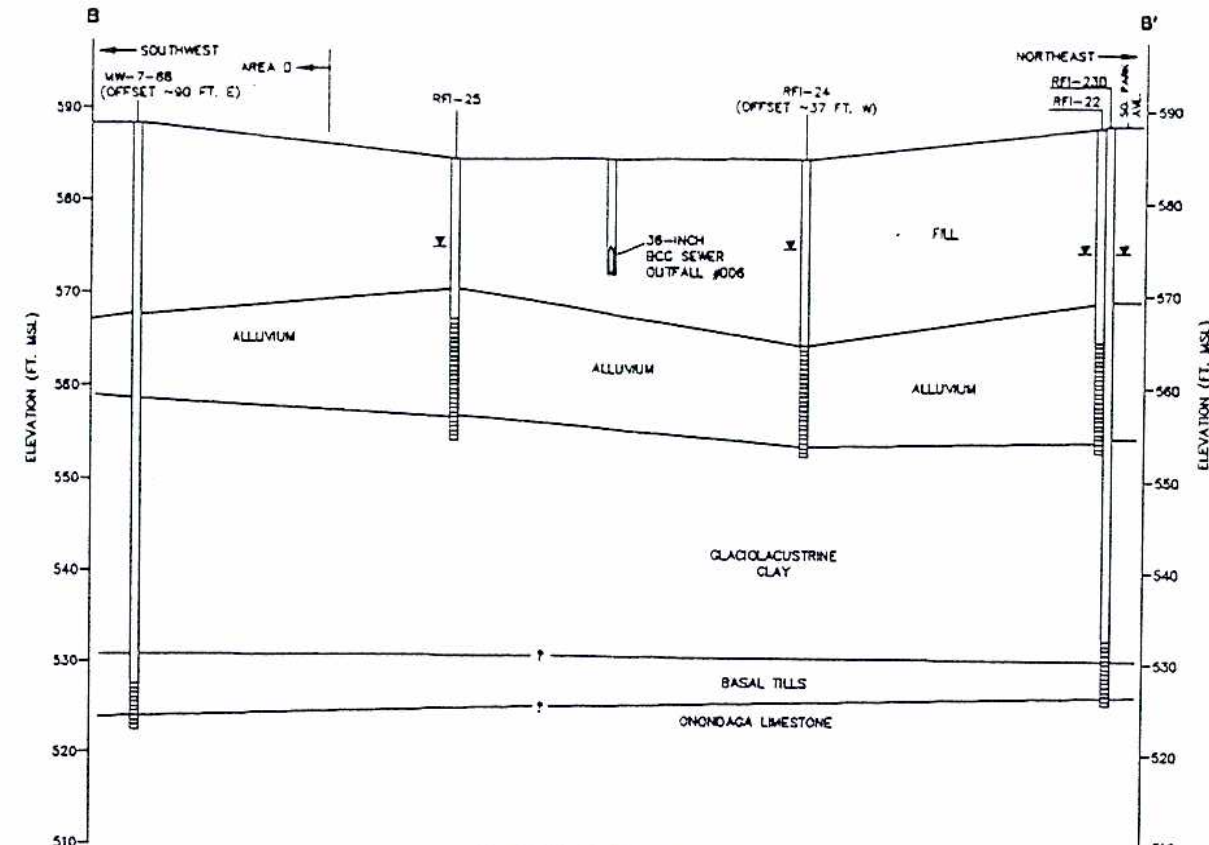 B
B'
SOUTHWEST
NORTHEAST
AREA D
MW-7-88
(OFFSET ~90 FT. E)
RFI-25
RFI-24
(OFFSET ~37 FT. W)
RFI-23D
RFI-22
SO. PARK
AVE.
590
590
580
580
36-INCH
BCC SEWER
OUTFALL #006
FILL
570
570
ALLUVIUM
ALLUVIUM
ALLUVIUM
560
560
ELEVATION (FT. MSL)
ELEVATION (FT. MSL)
550
550
GLACIOLACUSTRINE
CLAY
540
540
530
530
?
BASAL TILLS
?
ONONDAGA LIMESTONE
520
520
510